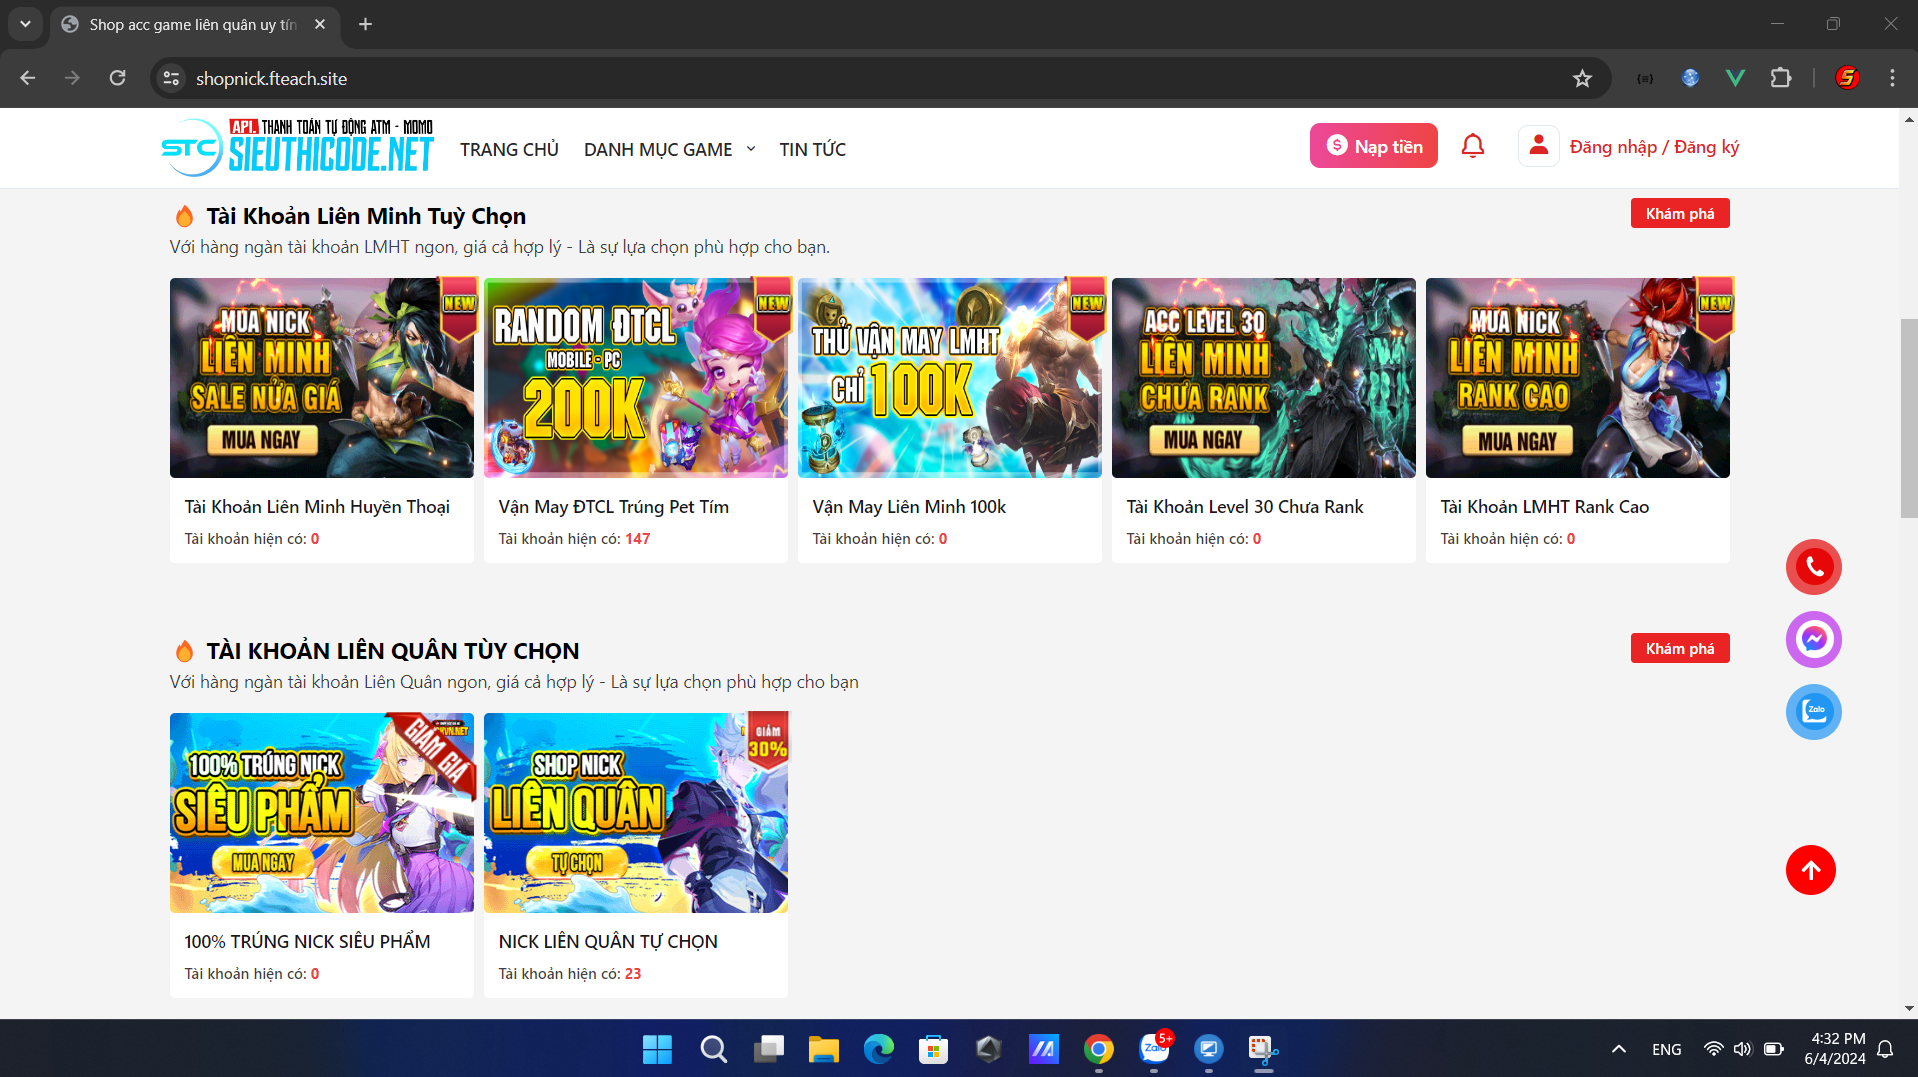 Shop acc game liên quân uy tín
shopnick.fteach.site
STC
API. THANH TOÁN TỰ ĐỘNG ATM - MOMO
SIEUTHICODE.NET
TRANG CHỦ
DANH MỤC GAME
TIN TỨC
Nạp tiền
Đăng nhập / Đăng ký
Tài Khoản Liên Minh Tuỳ Chọn
Khám phá
Với hàng ngàn tài khoản LMHT ngon, giá cả hợp lý - Là sự lựa chọn phù hợp cho bạn.
NEW
MUA NICK
LIÊN MINH
SALE NỬA GIÁ
MUA NGAY
NEW
RANDOM ĐTCL
MOBILE - PC
200K
NEW
THỬ VẬN MAY LMHT
CHỈ 100K
ACC LEVEL 30
LIÊN MINH
CHƯA RANK
MUA NGAY
NEW
MUA NICK
LIÊN MINH
RANK CAO
MUA NGAY
Tài Khoản Liên Minh Huyền Thoại
Tài khoản hiện có: 0
Vận May ĐTCL Trúng Pet Tím
Tài khoản hiện có: 147
Vận May Liên Minh 100k
Tài khoản hiện có: 0
Tài Khoản Level 30 Chưa Rank
Tài khoản hiện có: 0
Tài Khoản LMHT Rank Cao
Tài khoản hiện có: 0
Zalo
TÀI KHOẢN LIÊN QUÂN TÙY CHỌN
Khám phá
Với hàng ngàn tài khoản Liên Quân ngon, giá cả hợp lý - Là sự lựa chọn phù hợp cho bạn
GIẢM GIÁ
100% TRÚNG NICK
SIÊU PHẨM
MUA NGAY
GIẢM
30%
SHOP NICK
LIÊN QUÂN
TỰ CHỌN
100% TRÚNG NICK SIÊU PHẨM
Tài khoản hiện có: 0
NICK LIÊN QUÂN TỰ CHỌN
Tài khoản hiện có: 23
Zalo
5+
ENG
4:32 PM
6/4/2024